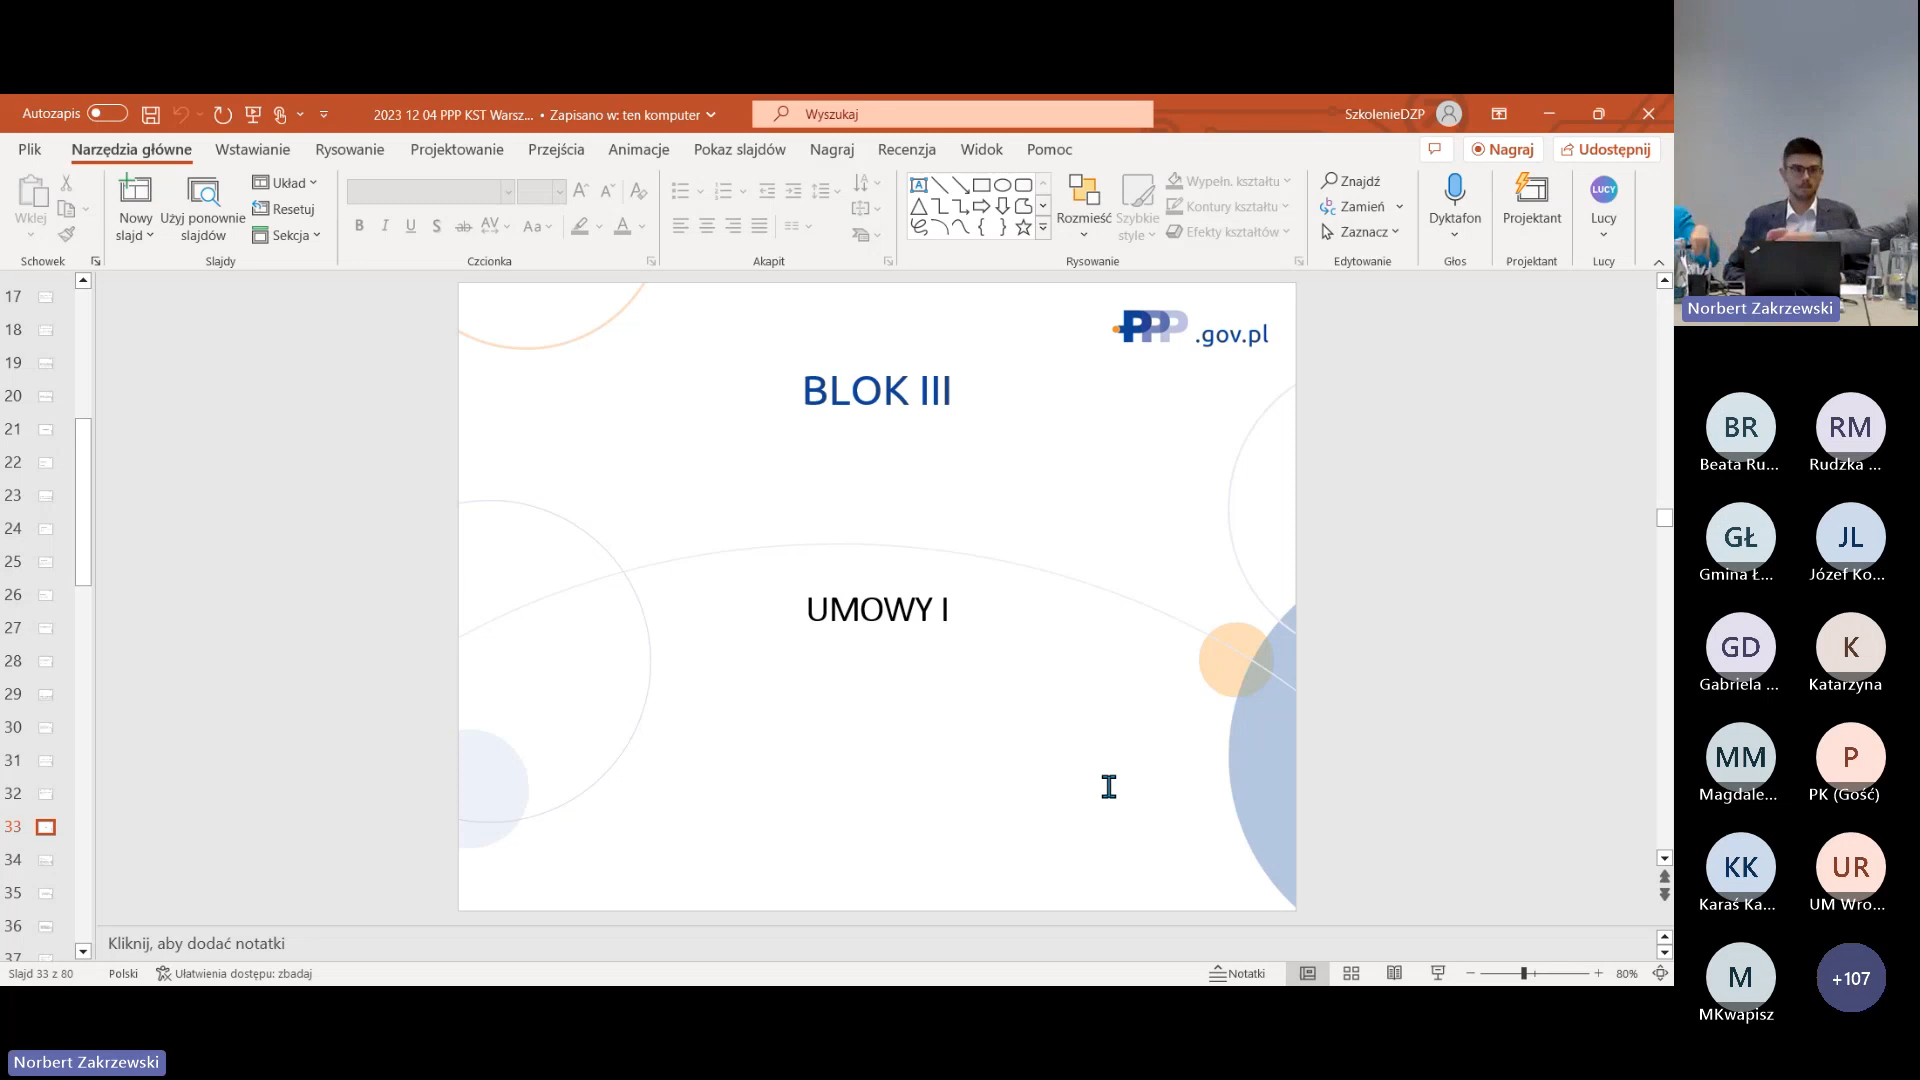 Autozapis
2023 12 04 PPP KST Warsz... • Zapisano w: ten komputer
Wyszukaj
SzkolenieDZP
Plik
Narzędzia główne
Wstawianie
Rysowanie
Projektowanie
Przejścia
Animacje
Pokaz slajdów
Nagraj
Recenzja
Widok
Pomoc
Nagraj
Udostępnij
Wklej
Schowek
Nowy slajd
Użyj ponownie slajdów
Układ
Resetuj
Sekcja
Slajdy
B I U S ab AV Aa A
Czcionka
Akapit
Rozmieść
Szybkie style
Wypełn. kształtu
Kontury kształtu
Efekty kształtów
Rysowanie
Znajdź
Zamień
Zaznacz
Edytowanie
Dyktafon
Głos
Projektant
Projektant
LUCY
Lucy
Lucy
17
18
19
20
21
22
23
24
25
26
27
28
29
30
31
32
33
34
35
36
37
PPP.gov.pl
BLOK III
UMOWY I
Kliknij, aby dodać notatki
Slajd 33 z 80
Polski
Ułatwienia dostępu: zbadaj
Notatki
80%
Norbert Zakrzewski
Norbert Zakrzewski
BR
Beata Ru...
RM
Rudzka ...
GŁ
Gmina Ł...
JL
Józef Ko...
GD
Gabriela ...
K
Katarzyna
MM
Magdale...
P
PK (Gość)
KK
Karaś Ka...
UR
UM Wro...
M
MKwapisz
+107